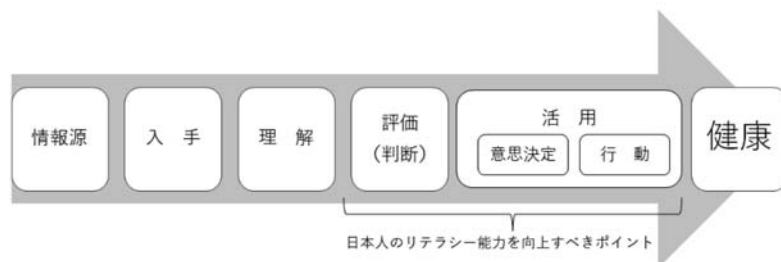 情報源
入　手
理　解
評価
（判断）
活　用
意思決定
行　動
健康
日本人のリテラシー能力を向上すべきポイント